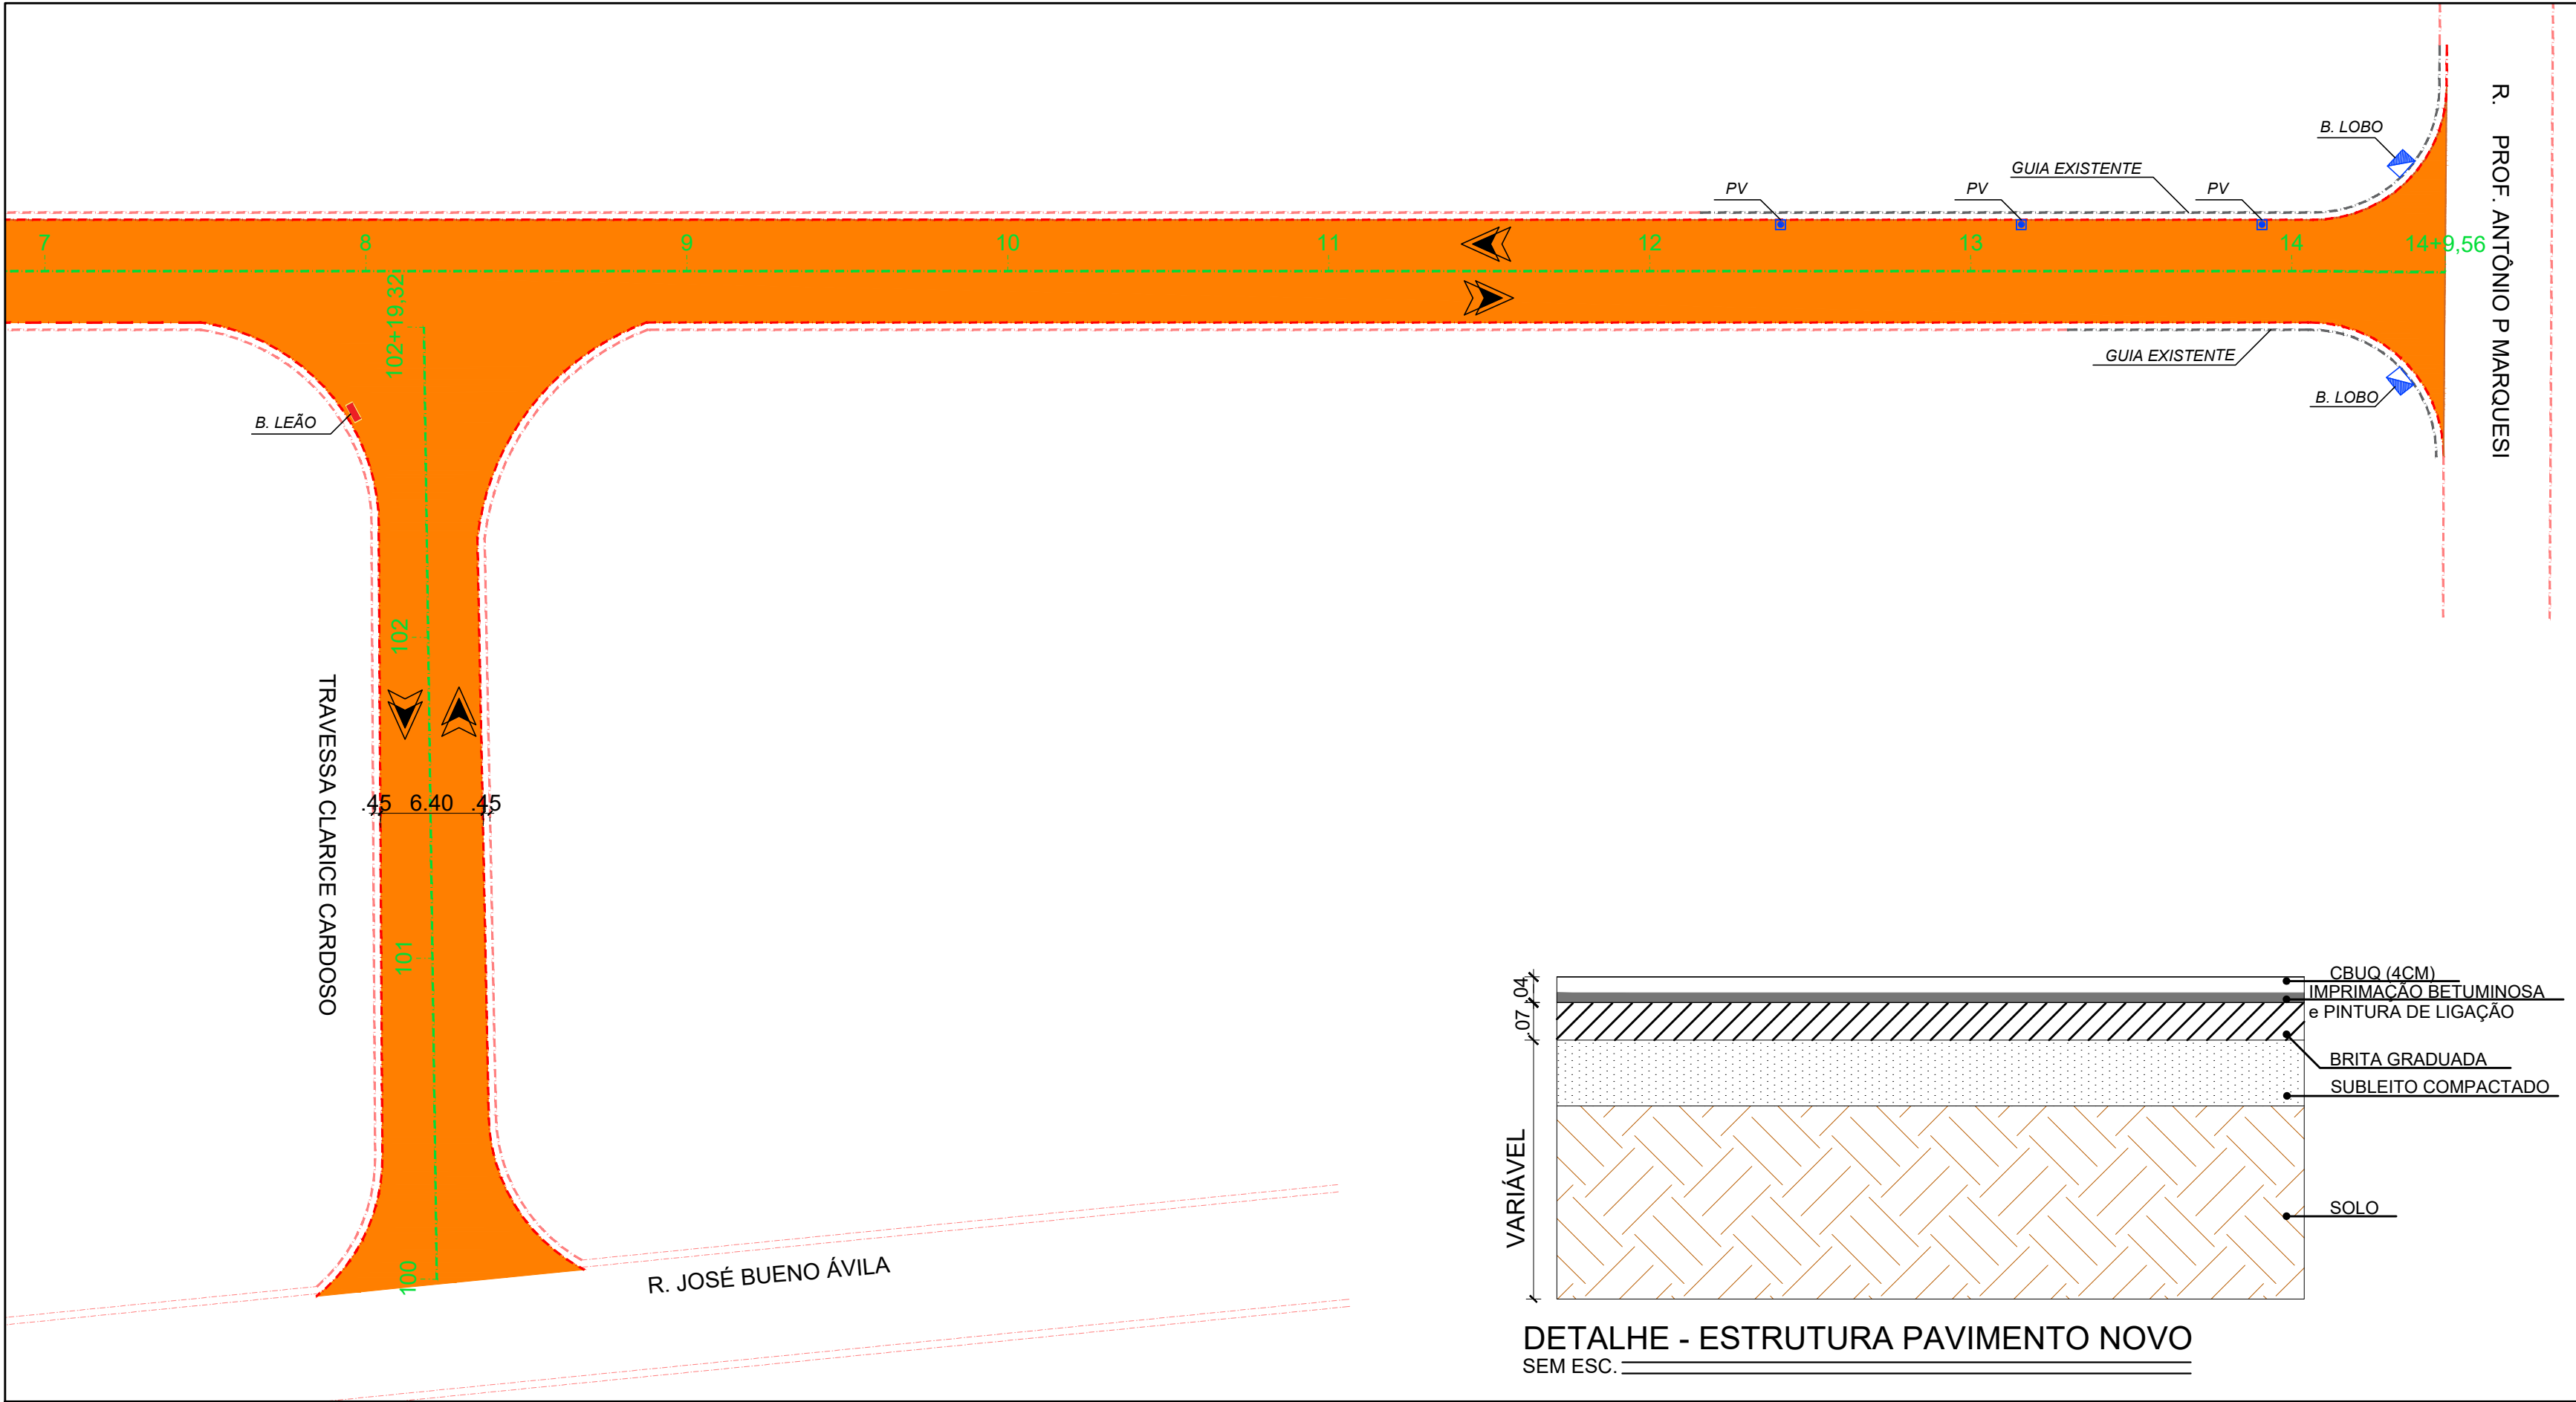 B. LOBO
GUIA EXISTENTE
PV
PV
PV
R. PROF. ANTÔNIO P MARQUESI
7
8
9
10
11
12
13
14
14+9,56
102+19,32
GUIA EXISTENTE
B. LOBO
B. LEÃO
102
TRAVESSA CLARICE CARDOSO
.45 6.40 .45
101
100
R. JOSÉ BUENO ÁVILA
.04
.07
VARIÁVEL
CBUQ (4CM)
IMPRIMAÇÃO BETUMINOSA
e PINTURA DE LIGAÇÃO
BRITA GRADUADA
SUBLEITO COMPACTADO
SOLO
DETALHE - ESTRUTURA PAVIMENTO NOVO
SEM ESC.